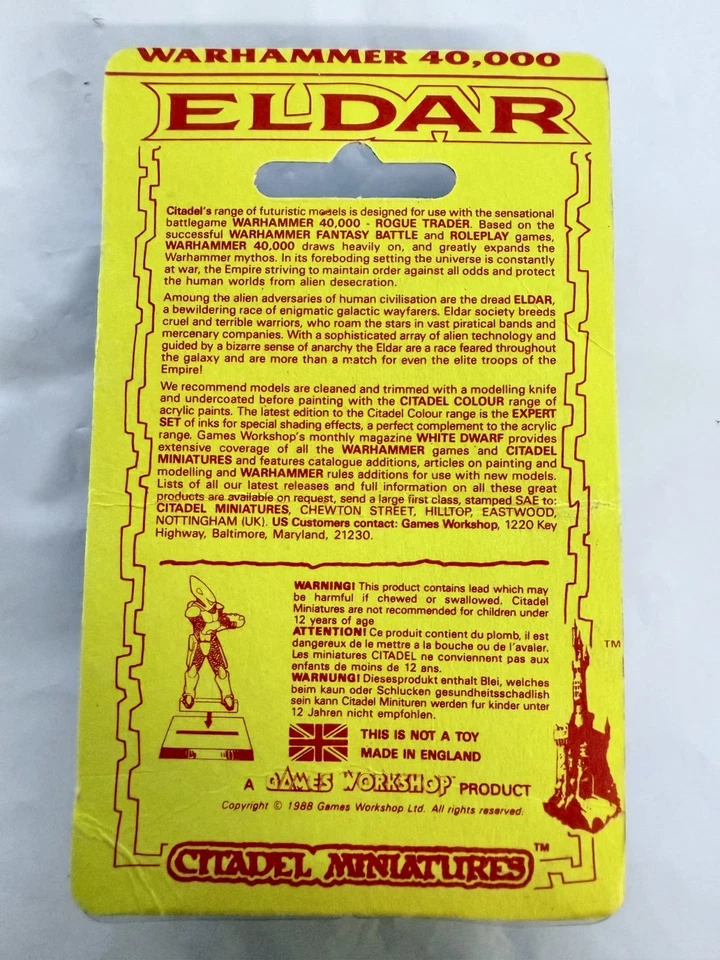 WARHAMMER 40,000
ELDAR
Citadel's range of futuristic models is designed for use with the sensational
battlegame WARHAMMER 40,000 - ROGUE TRADER. Based on the
successful WARHAMMER FANTASY BATTLE and ROLEPLAY games,
WARHAMMER 40,000 draws heavily on, and greatly expands the
Warhammer mythos. In its foreboding setting the universe is constantly
at war, the Empire striving to maintain order against all odds and protect
the human worlds from alien desecration.
Amoung the alien adversaries of human civilisation are the dread ELDAR,
a bewildering race of enigmatic galactic wayfarers. Eldar society breeds
cruel and terrible warriors, who roam the stars in vast piratical bands and
mercenary companies. With a sophisticated array of alien technology and
guided by a bizarre sense of anarchy the Eldar are a race feared throughout
the galaxy and are more than a match for even the elite troops of the
Empire!
We recommend models are cleaned and trimmed with a modelling knife
and undercoated before painting with the CITADEL COLOUR range of
acrylic paints. The latest edition to the Citadel Colour range is the EXPERT
SET of inks for special shading effects, a perfect complement to the acrylic
range. Games Workshop's monthly magazine WHITE DWARF provides
extensive coverage of all the WARHAMMER games and CITADEL
MINIATURES and features catalogue additions, articles on painting and
modelling and WARHAMMER rules additions for use with new models.
Lists of all our latest releases and full information on all these great
products are available on request, send a large first class, stamped SAE to:
CITADEL MINIATURES, CHEWTON STREET, HILLTOP, EASTWOOD,
NOTTINGHAM (UK). US Customers contact: Games Workshop, 1220 Key
Highway, Baltimore, Maryland, 21230.
WARNING! This product contains lead which may
be harmful if chewed or swallowed. Citadel
Miniatures are not recommended for children under
12 years of age
ATTENTION! Ce produit contient du plomb, il est
dangereux de le mettre a la bouche ou de l'avaler.
Les miniatures CITADEL ne conviennent pas aux
enfants de moins de 12 ans.
WARNUNG! Diesesprodukt enthalt Blei, welches
beim kaun oder Schlucken gesundheitsschadlish
sein kann Citadel Minituren werden fur kinder unter
12 Jahren nicht empfohlen.
TM
THIS IS NOT A TOY
MADE IN ENGLAND
A GAMES WORKSHOP PRODUCT
Copyright © 1988 Games Workshop Ltd. All rights reserved.
CITADEL MINIATURES™